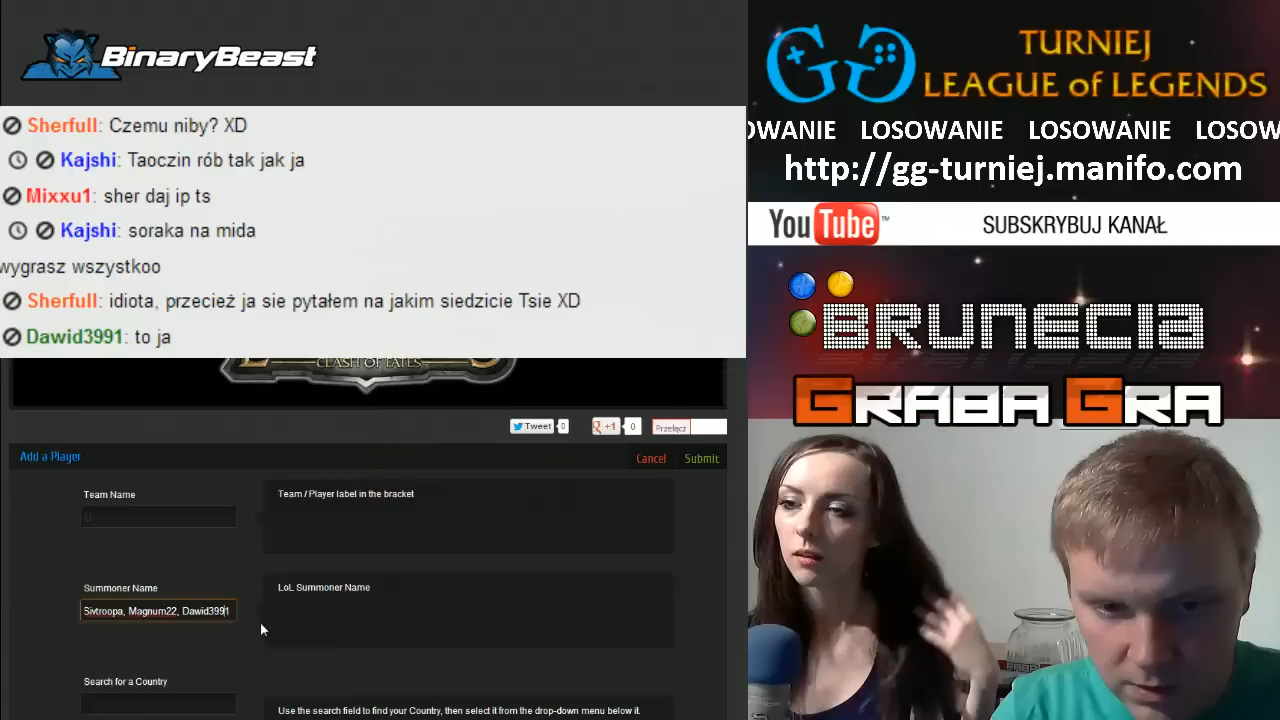 BinaryBeast
Sherfull: Czemu niby? XD
Kajshi: Taoczin rób tak jak ja
Mixxu1: sher daj ip ts
Kajshi: soraka na mida
wygrasz wszystkoo
Sherfull: idiota, przecież ja sie pytałem na jakim siedzicie Tsie XD
Dawid3991: to ja
CLASH OF FATES
Tweet 0 +1 0 Przełącz
Add a Player Cancel Submit
Team Name Team / Player label in the bracket
Summoner Name LoL Summoner Name
Sivtroopa, Magnum22, Dawid3991
Search for a Country
Use the search field to find your Country, then select it from the drop-down menu below it.
GG TURNIEJ
LEAGUE of LEGENDS
OWANIE LOSOWANIE LOSOWANIE LOSOW
http://gg-turniej.manifo.com
YouTube SUBSKRYBUJ KANAŁ
BRUNECIA
GRABA GRA